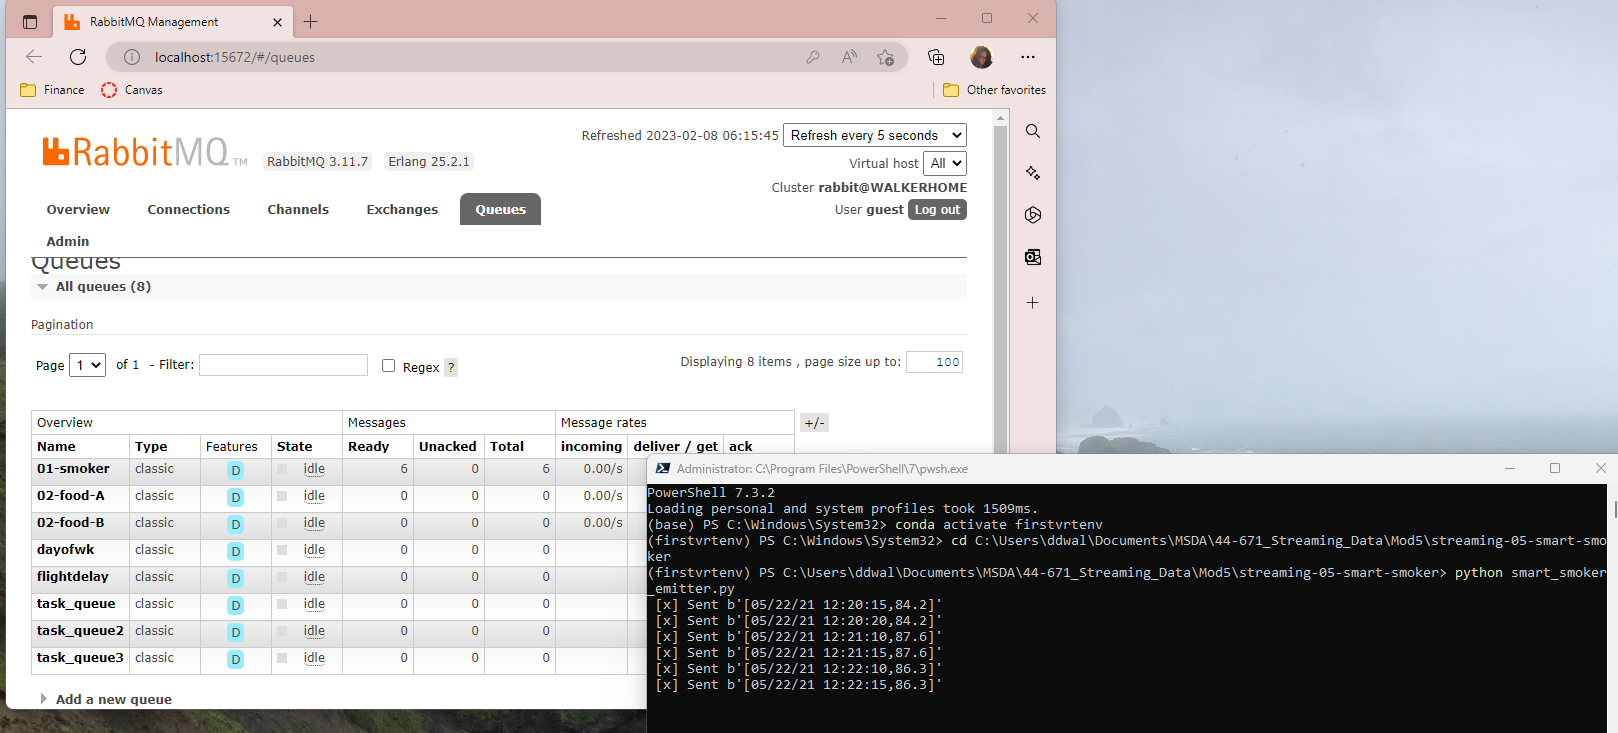 RabbitMQ Management
localhost:15672/#/queues
Finance
Canvas
Other favorites
RabbitMQ TM
RabbitMQ 3.11.7
Erlang 25.2.1
Refreshed 2023-02-08 06:15:45
Refresh every 5 seconds
Virtual host All
Cluster rabbit@WALKERHOME
User guest Log out
Overview Connections Channels Exchanges Queues
Admin
Queues
All queues (8)
Pagination
Page 1 of 1 - Filter: Regex ?
Displaying 8 items , page size up to: 100
Overview Messages Message rates +/-
Name Type Features State Ready Unacked Total incoming deliver / get ack
01-smoker classic D idle 6 0 6 0.00/s
02-food-A classic D idle 0 0 0 0.00/s
02-food-B classic D idle 0 0 0 0.00/s
dayofwk classic D idle 0 0 0
flightdelay classic D idle 0 0 0
task_queue classic D idle 0 0 0
task_queue2 classic D idle 0 0 0
task_queue3 classic D idle 0 0 0
Add a new queue
Administrator: C:\Program Files\PowerShell\7\pwsh.exe
PowerShell 7.3.2
Loading personal and system profiles took 1509ms.
(base) PS C:\Windows\System32> conda activate firstvrtenv
(firstvrtenv) PS C:\Windows\System32> cd C:\Users\ddwal\Documents\MSDA\44-671_Streaming_Data\Mod5\streaming-05-smart-smo
ker
(firstvrtenv) PS C:\Users\ddwal\Documents\MSDA\44-671_Streaming_Data\Mod5\streaming-05-smart-smoker> python smart_smoker
_emitter.py
[x] Sent b'[05/22/21 12:20:15,84.2]'
[x] Sent b'[05/22/21 12:20:20,84.2]'
[x] Sent b'[05/22/21 12:21:10,87.6]'
[x] Sent b'[05/22/21 12:21:15,87.6]'
[x] Sent b'[05/22/21 12:22:10,86.3]'
[x] Sent b'[05/22/21 12:22:15,86.3]'